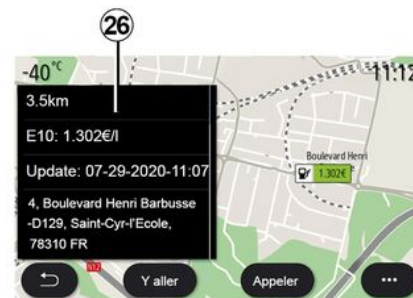 26
-40°C
11:12
3.5km
E10: 1.302€/l
Update: 07-29-2020-11:07
4, Boulevard Henri Barbusse
-D129, Saint-Cyr-l'Ecole,
78310 FR
Boulevard Henri
1.302€
N12
Y aller
Appeler